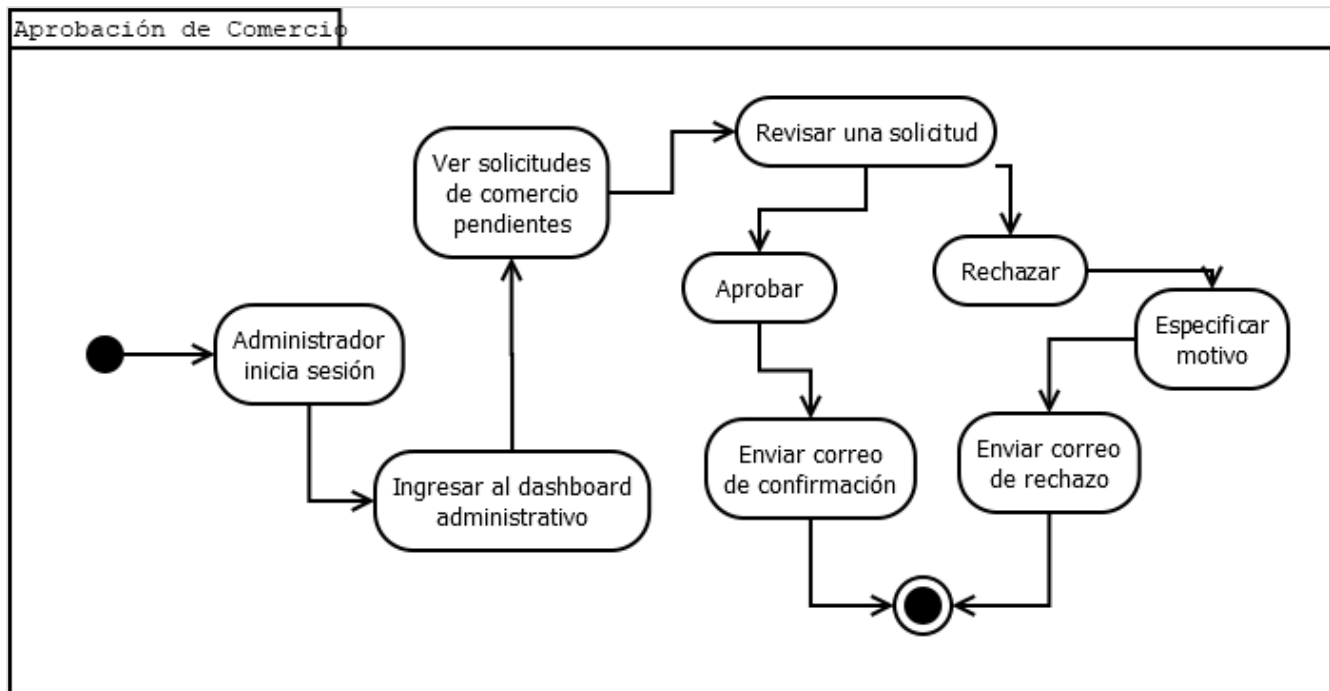 Aprobación de Comercio
Revisar una solicitud
Ver solicitudes
de comercio
pendientes
Aprobar
Rechazar
Especificar
motivo
Administrador
inicia sesión
Ingresar al dashboard
administrativo
Enviar correo
de confirmación
Enviar correo
de rechazo